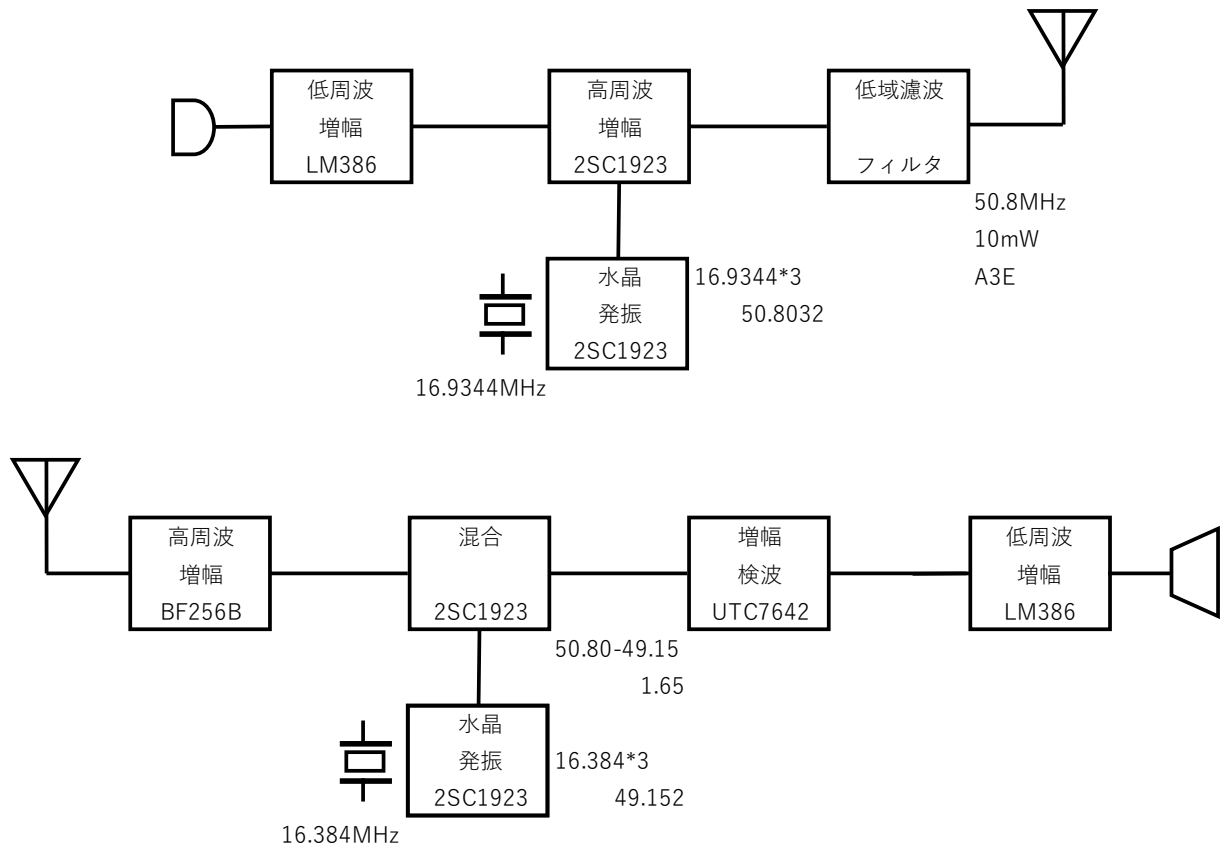 低周波
増幅
LM386
高周波
増幅
2SC1923
低域濾波
フィルタ
50.8MHz
10mW
A3E
水晶
発振
2SC1923
16.9344*3
50.8032
16.9344MHz
高周波
増幅
BF256B
混合
2SC1923
増幅
検波
UTC7642
低周波
増幅
LM386
50.80-49.15
1.65
水晶
発振
2SC1923
16.384*3
49.152
16.384MHz